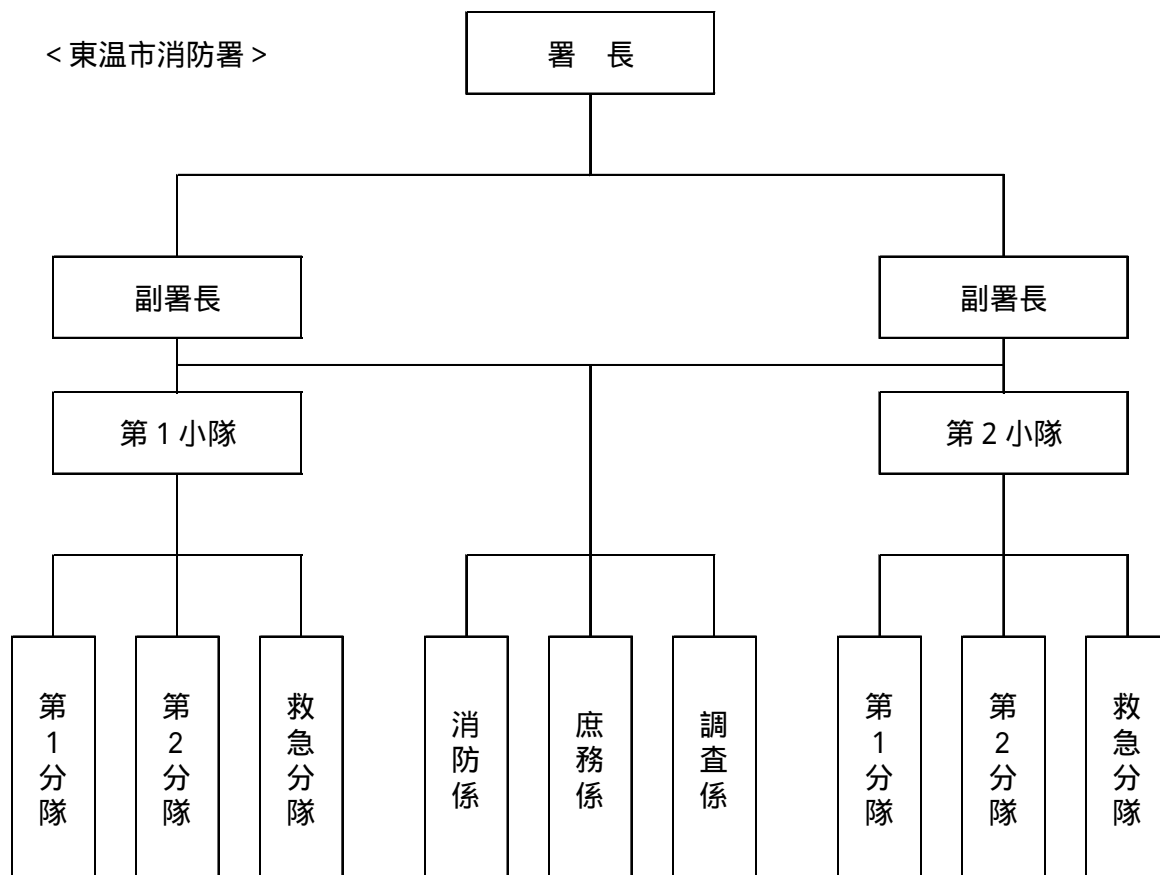 <東温市消防署>
署　長
副署長
副署長
第1小隊
第2小隊
第1分隊
第2分隊
救急分隊
消防係
庶務係
調査係
第1分隊
第2分隊
救急分隊